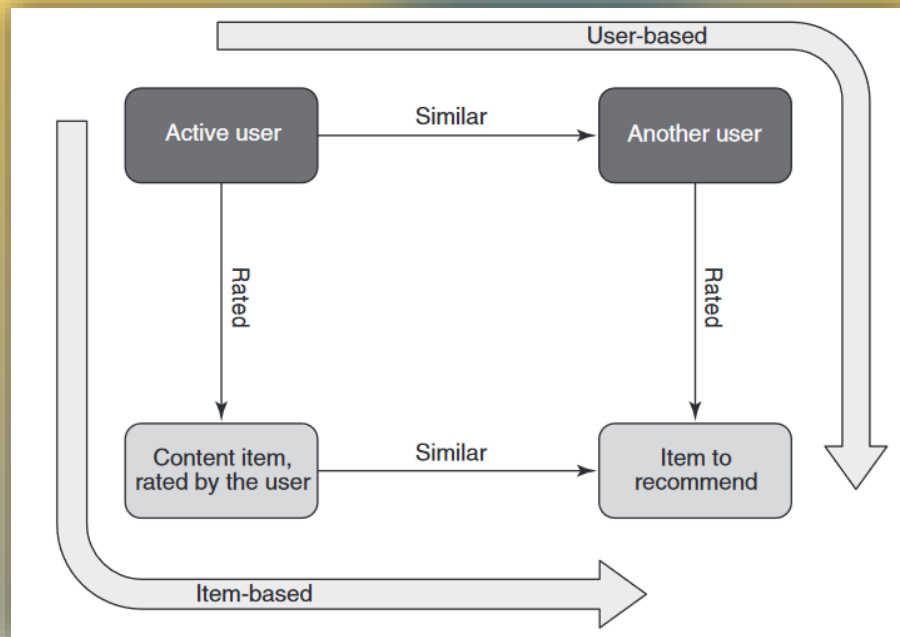 User-based
Active user
Similar
Another user
Rated
Rated
Content item,
rated by the user
Similar
Item to
recommend
Item-based